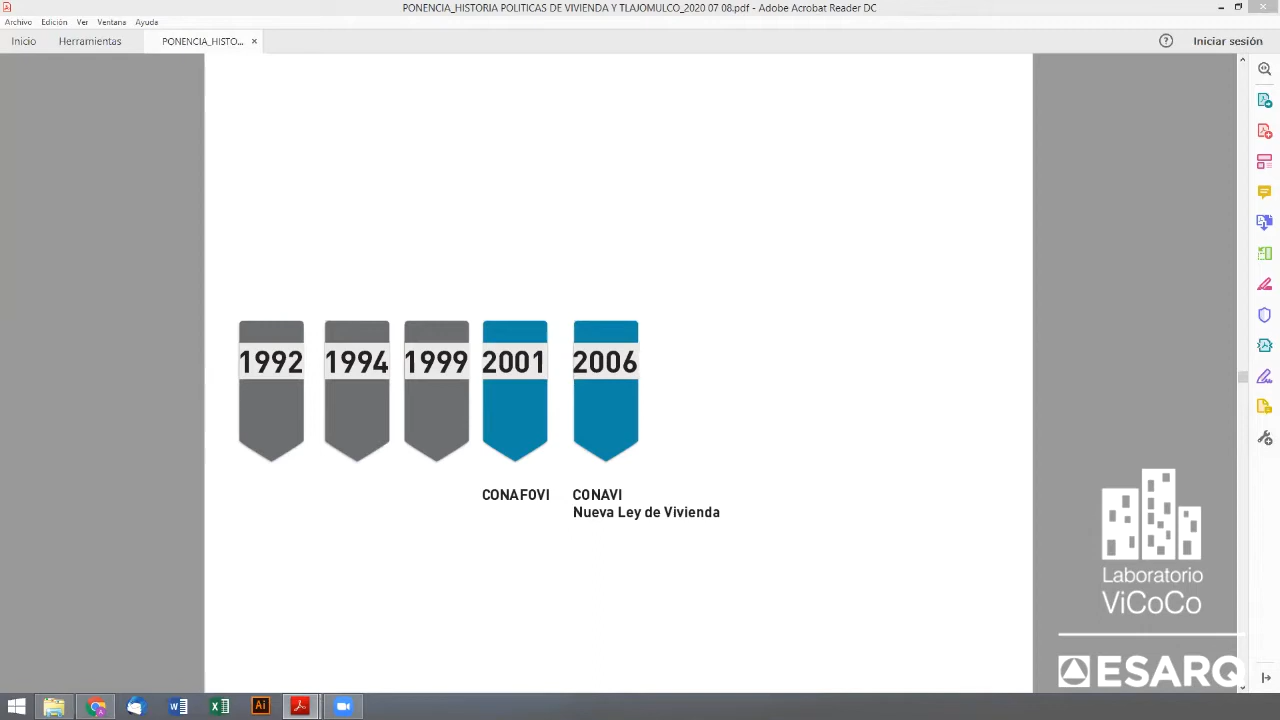 PONENCIA_HISTORIA POLITICAS DE VIVIENDA Y TLAJOMULCO_2020 07 08.pdf - Adobe Acrobat Reader DC
Archivo Edición Ver Ventana Ayuda
Inicio Herramientas PONENCIA_HISTO... Iniciar sesión
1992 1994 1999 2001 2006
CONAFOVI CONAVI
Nueva Ley de Vivienda
Laboratorio
ViCoCo
ESARQ